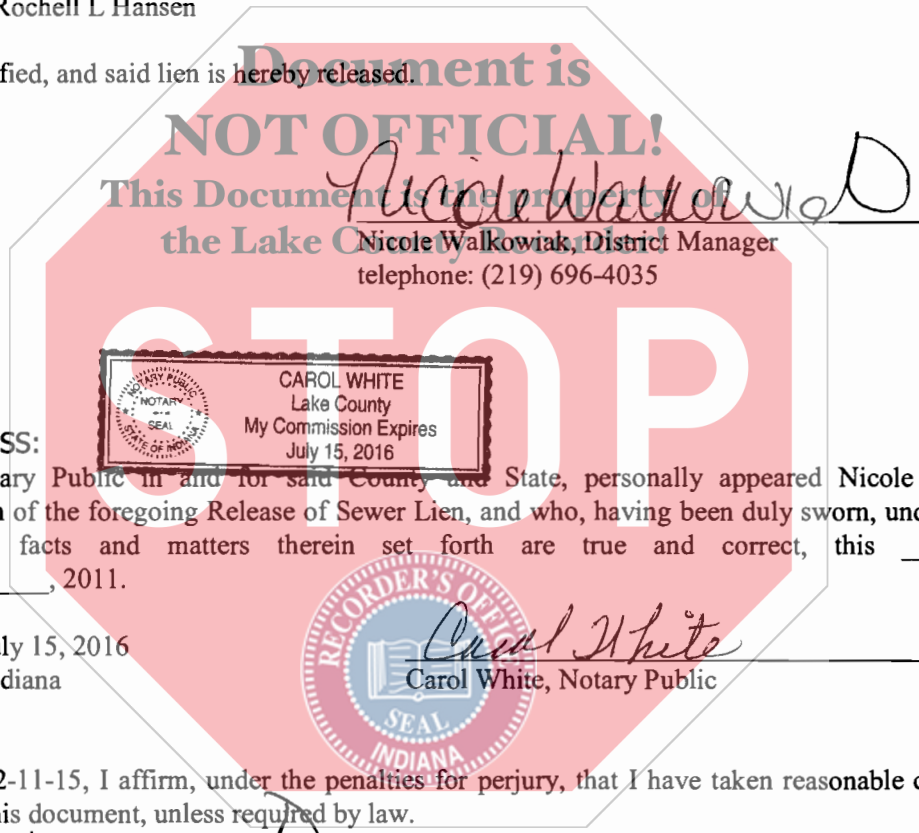 Rochell L Hansen
fied, and said lien is hereby released.
Document is
NOT OFFICIAL!
This Document is the property of
the Lake County Recorder!
Nicole Walkowiak
Nicole Walkowiak, District Manager
telephone: (219) 696-4035
STOP
NOTARY PUBLIC
NOTARY
SEAL
STATE OF INDIANA
CAROL WHITE
Lake County
My Commission Expires
July 15, 2016
SS:
ary Public in and for said County and State, personally appeared Nicole
n of the foregoing Release of Sewer Lien, and who, having been duly sworn, und
facts and matters therein set forth are true and correct, this
, 2011.
RECORDER'S OFFICE
SEAL
INDIANA
Carol White
ly 15, 2016
diana
Carol White, Notary Public
2-11-15, I affirm, under the penalties for perjury, that I have taken reasonable c
is document, unless required by law.